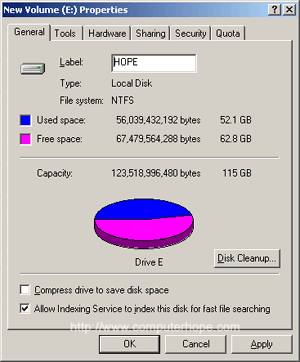 New Volume (E:) Properties
General Tools Hardware Sharing Security Quota
Label: HOPE
Type: Local Disk
File system: NTFS
Used space: 56,039,432,192 bytes 52.1 GB
Free space: 67,479,564,288 bytes 62.8 GB
Capacity: 123,518,996,480 bytes 115 GB
Drive E
Disk Cleanup...
Compress drive to save disk space
Allow Indexing Service to index this disk for fast file searching
http://www.computerhope.com
OK Cancel Apply